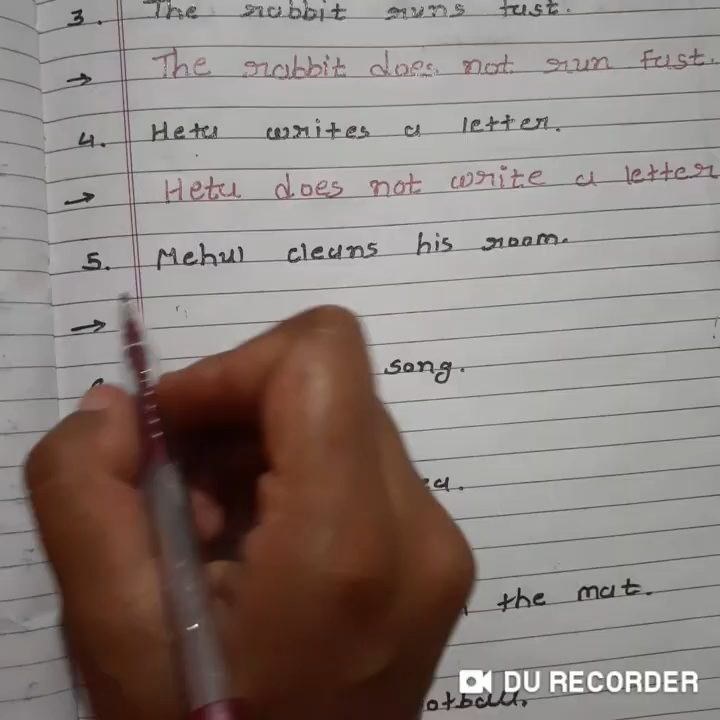 3. The rabbit runs fast.
→ The rabbit does not run fast.
4. Hetu writes a letter.
→ Hetu does not write a letter
5. Mehul cleans his room.
→
song.
a.
the mat.
DU RECORDER
otball.